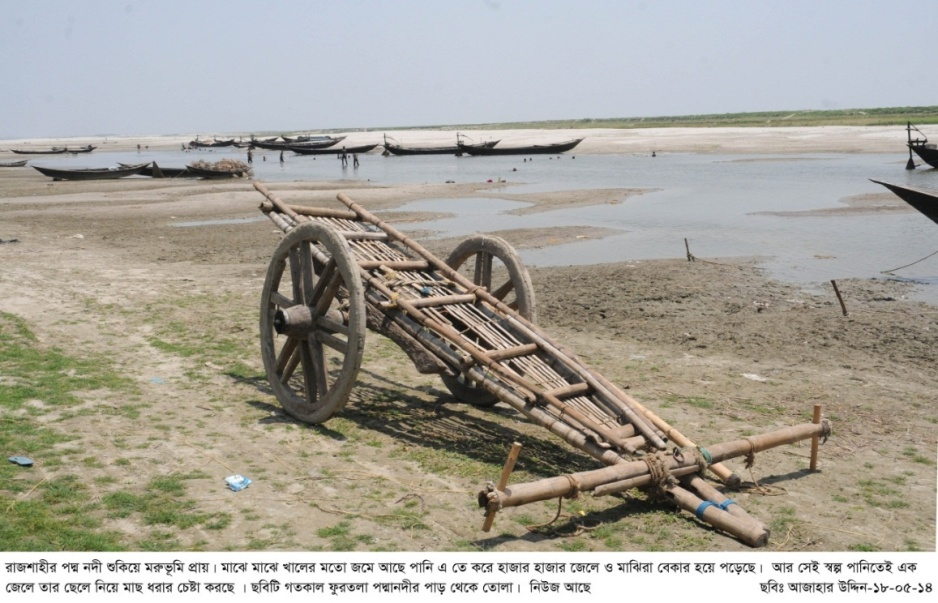 রাজশাহীর পদ্ম নদী শুকিয়ে মরুভূমি প্রায়। মাঝে মাঝে খালের মতো জমে আছে পানি এ তে করে হাজার হাজার জেলে ও মাঝিরা বেকার হয়ে পড়েছে। আর সেই স্বল্প পানিতেই এক
জেলে তার ছেলে নিয়ে মাছ ধরার চেষ্টা করছে । ছবিটি গতকাল ফুরতলা পদ্মানদীর পাড় থেকে তোলা। নিউজ আছে ছবিঃ আজাহার উদ্দিন-১৮-০৫-১৪